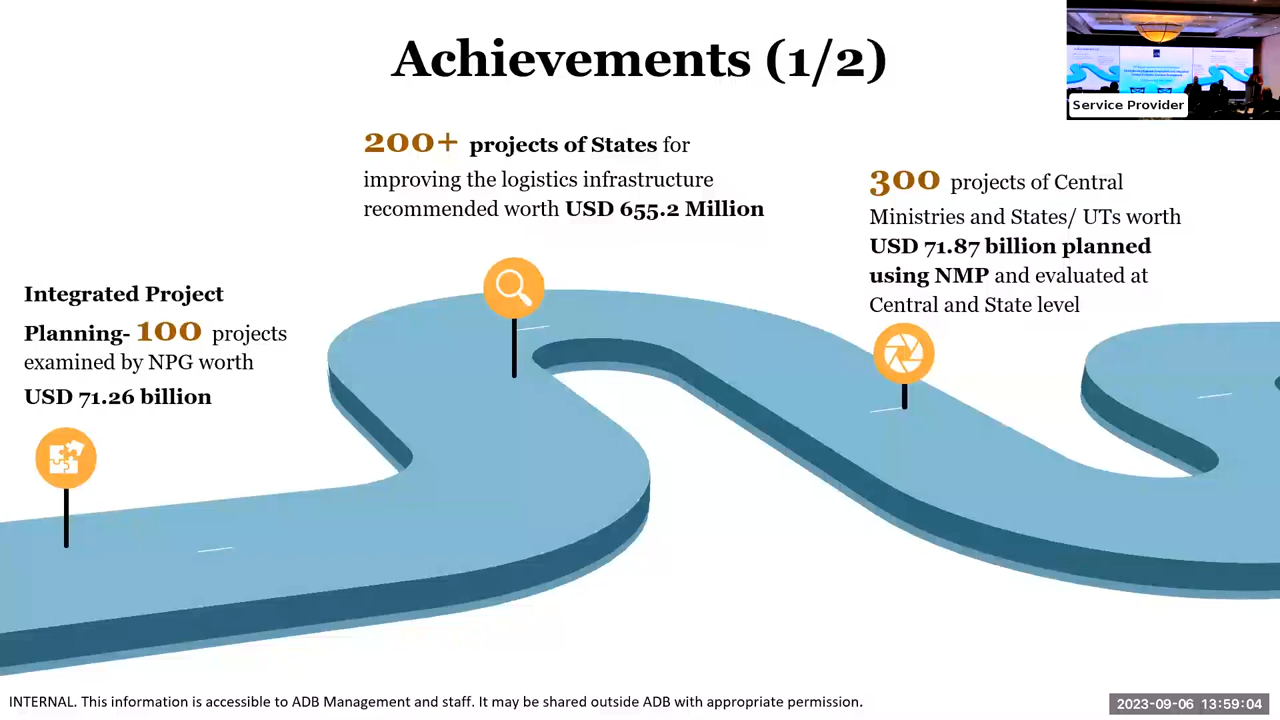 Achievements (1/2)
Service Provider
200+ projects of States for
improving the logistics infrastructure
recommended worth USD 655.2 Million
300 projects of Central
Ministries and States/ UTs worth
USD 71.87 billion planned
using NMP and evaluated at
Central and State level
Integrated Project
Planning- 100 projects
examined by NPG worth
USD 71.26 billion
INTERNAL. This information is accessible to ADB Management and staff. It may be shared outside ADB with appropriate permission.
2023-09-06 13:59:04